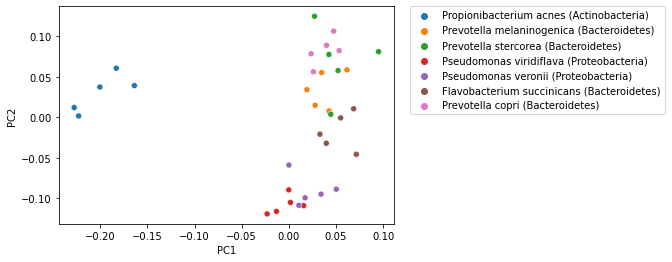 Propionibacterium acnes (Actinobacteria)
Prevotella melaninogenica (Bacteroidetes)
Prevotella stercorea (Bacteroidetes)
Pseudomonas viridiflava (Proteobacteria)
Pseudomonas veronii (Proteobacteria)
Flavobacterium succinicans (Bacteroidetes)
Prevotella copri (Bacteroidetes)
PC2
0.10
0.05
0.00
−0.05
−0.10
−0.20
−0.15
−0.10
−0.05
0.00
0.05
0.10
PC1